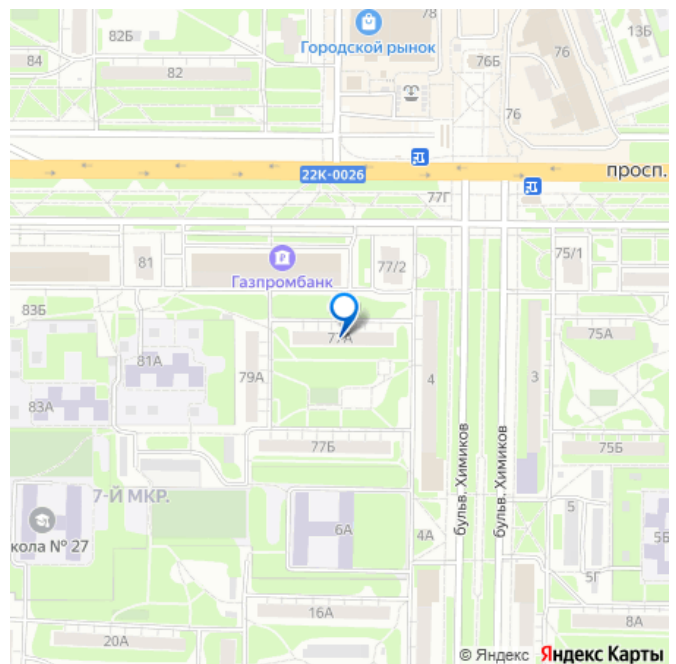 78
82Б
Городской рынок
13Б
84
82
76Б
76
76
22К-0026
просп.
77Г
81
77/2
75/1
Газпромбанк
83Б
77А
75А
81А
79А
4
3
83А
77Б
75Б
бульв. Химиков
бульв. Химиков
7-Й МКР.
5
6А
4А
5Б
кола № 27
5Г
16А
8А
20А
© Яндекс Яндекс Карты